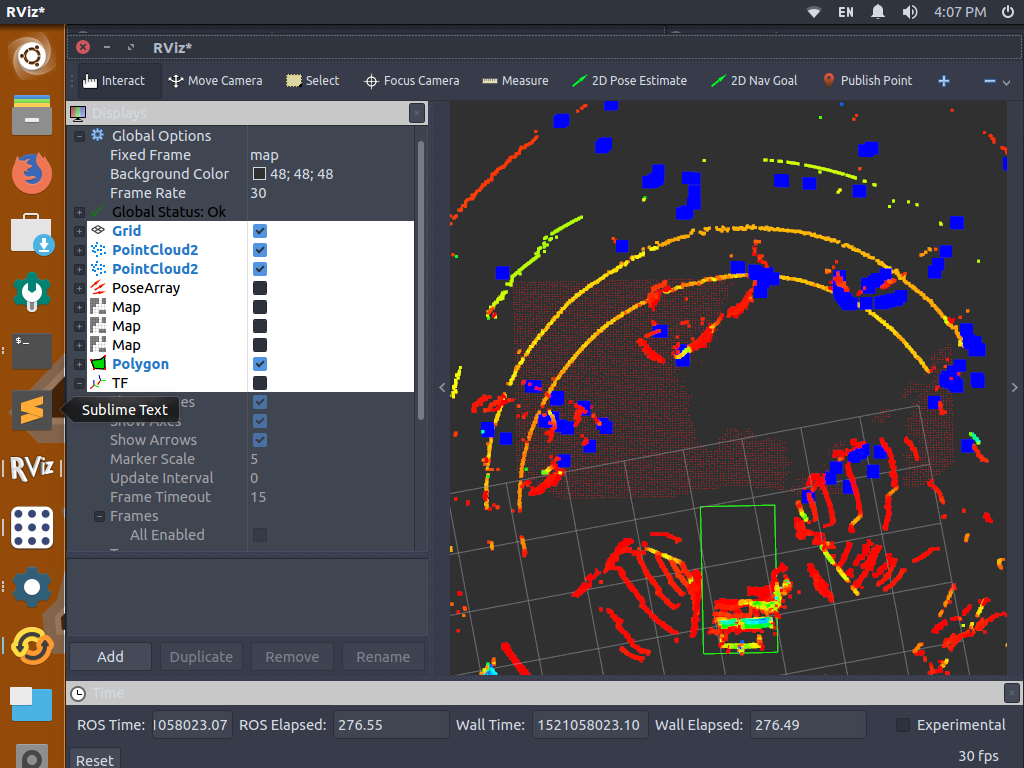 RViz*
EN
4:07 PM
RViz*
Interact
Move Camera
Select
Focus Camera
Measure
2D Pose Estimate
2D Nav Goal
Publish Point
Displays
Global Options
Fixed Frame map
Background Color 48; 48; 48
Frame Rate 30
Global Status: Ok
Grid
PointCloud2
PointCloud2
PoseArray
Map
Map
Map
Polygon
TF
Sublime Text
Show Arrows
Marker Scale 5
Update Interval 0
Frame Timeout 15
Frames
All Enabled
RViz
Add Duplicate Remove Rename
Time
ROS Time: 1058023.07 ROS Elapsed: 276.55 Wall Time: 1521058023.10 Wall Elapsed: 276.49 Experimental
Reset
30 fps